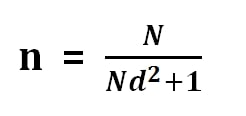 n = N / (Nd²+1)